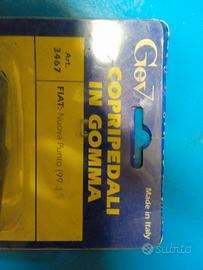 Gev
COPRIPEDALI
IN GOMMA
Art.
3467
FIAT: Nuova Punto (99-)
Made in Italy
subito